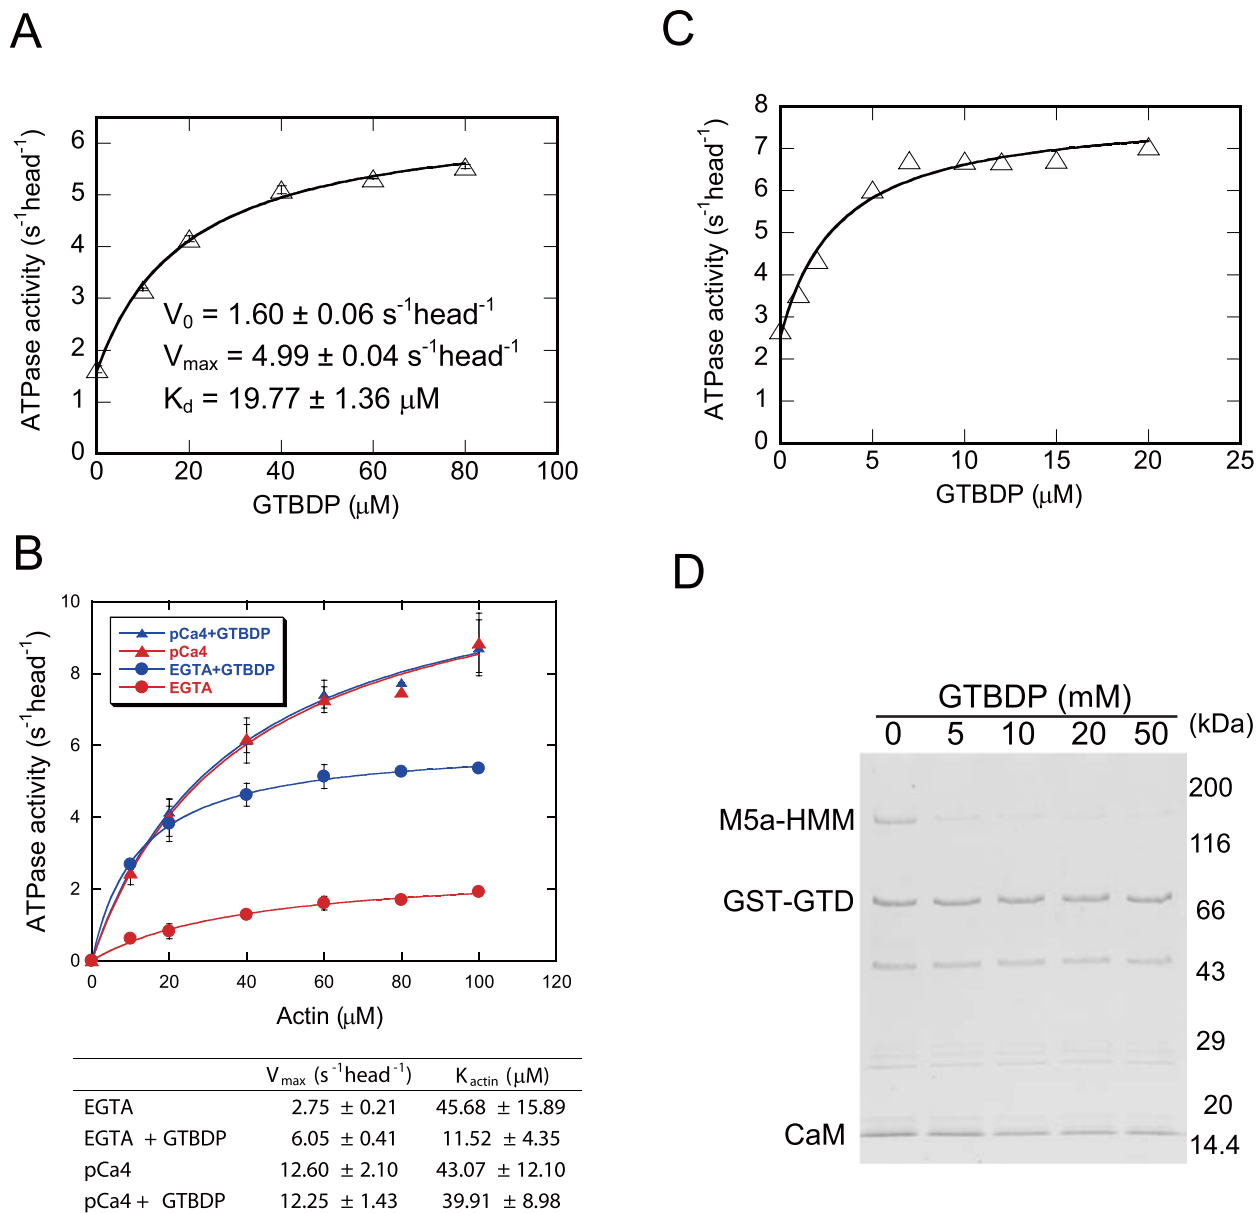 A
ATPase activity (s⁻¹head⁻¹)
6
5
4
3
2
1
0
V₀ = 1.60 ± 0.06 s⁻¹head⁻¹
Vmax = 4.99 ± 0.04 s⁻¹head⁻¹
Kd = 19.77 ± 1.36 µM
0 20 40 60 80 100
GTBDP (µM)
C
ATPase activity (s⁻¹head⁻¹)
8
7
6
5
4
3
2
1
0
0 5 10 15 20 25
GTBDP (µM)
B
ATPase activity (s⁻¹head⁻¹)
10
8
6
4
2
0
pCa4+GTBDP
pCa4
EGTA+GTBDP
EGTA
0 20 40 60 80 100 120
Actin (µM)
Vmax (s⁻¹head⁻¹) Kactin (µM)
EGTA 2.75 ± 0.21 45.68 ± 15.89
EGTA + GTBDP 6.05 ± 0.41 11.52 ± 4.35
pCa4 12.60 ± 2.10 43.07 ± 12.10
pCa4 + GTBDP 12.25 ± 1.43 39.91 ± 8.98
D
GTBDP (mM)
0 5 10 20 50 (kDa)
M5a-HMM
GST-GTD
CaM
200
116
66
43
29
20
14.4